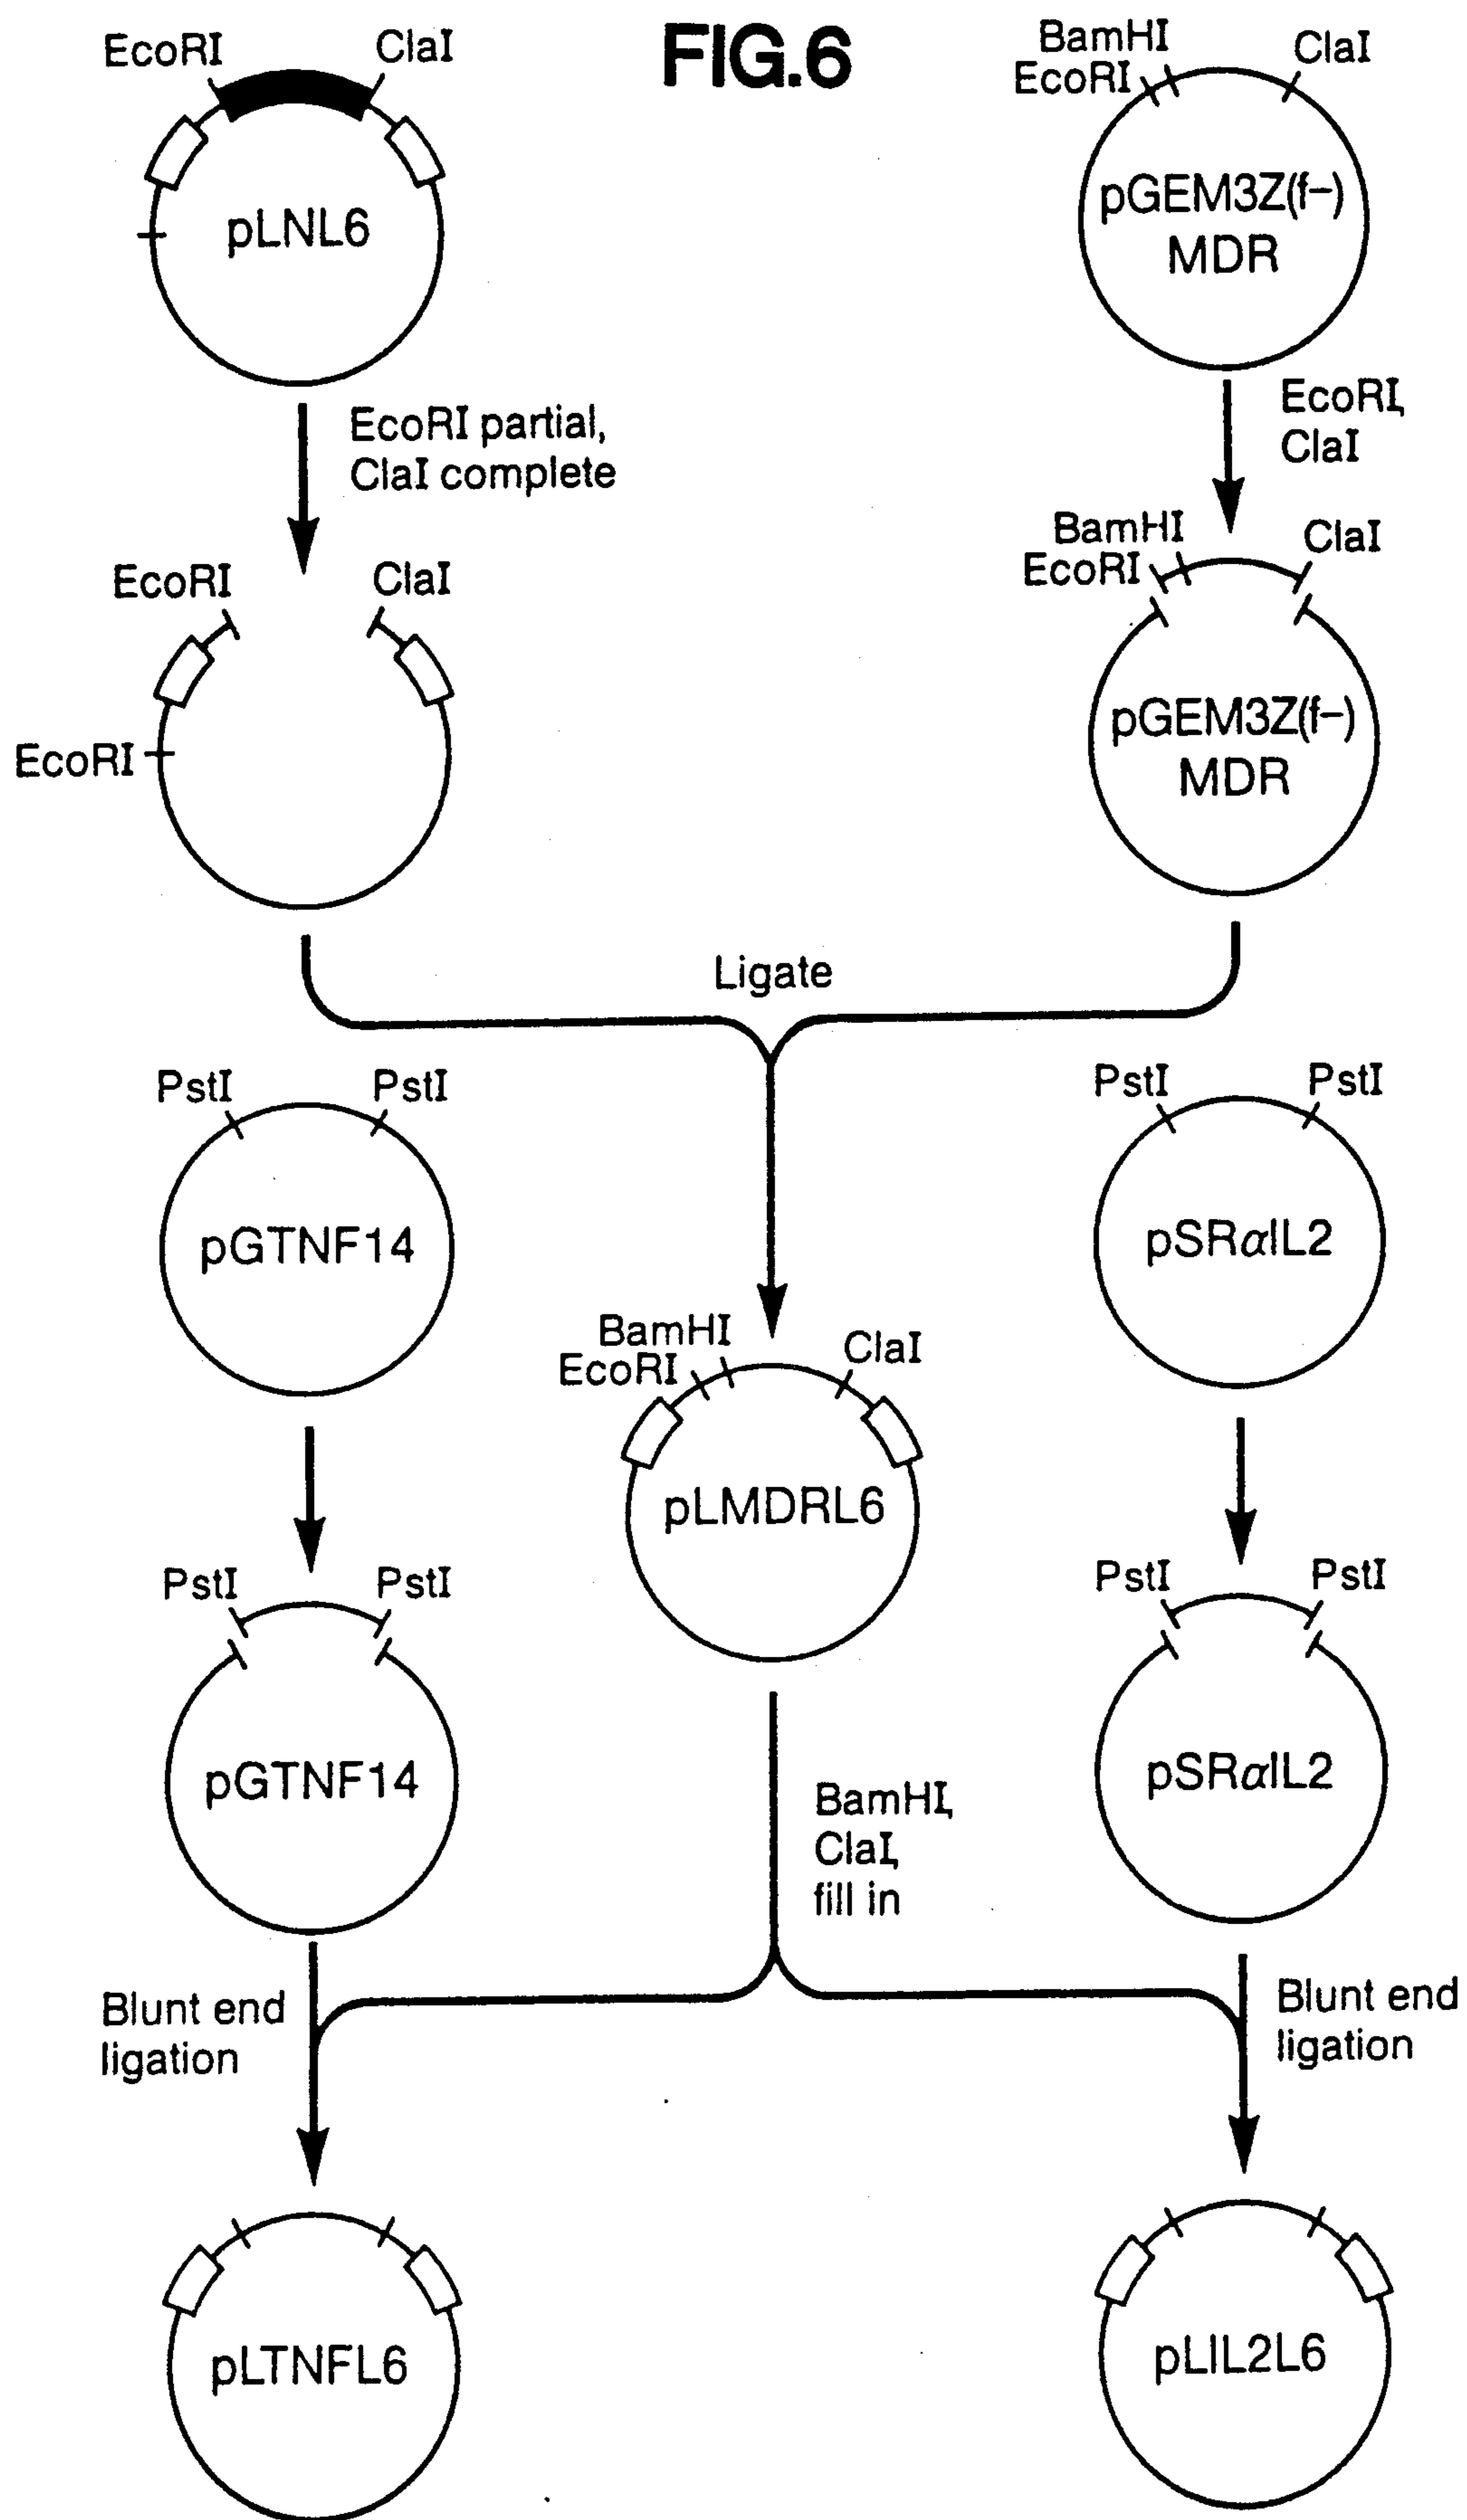 FIG.6
EcoRI
ClaI
pLNL6
BamHI
EcoRI
ClaI
pGEM3Z(f–)
MDR
EcoRI partial,
ClaI complete
EcoRI,
ClaI
EcoRI
ClaI
EcoRI
BamHI
EcoRI
ClaI
pGEM3Z(f–)
MDR
Ligate
PstI
PstI
pGTNF14
PstI
PstI
pSRαIL2
BamHI
EcoRI
ClaI
pLMDRL6
PstI
PstI
pGTNF14
PstI
PstI
pSRαIL2
BamHI,
ClaI,
fill in
Blunt end
ligation
Blunt end
ligation
pLTNFL6
pLIL2L6